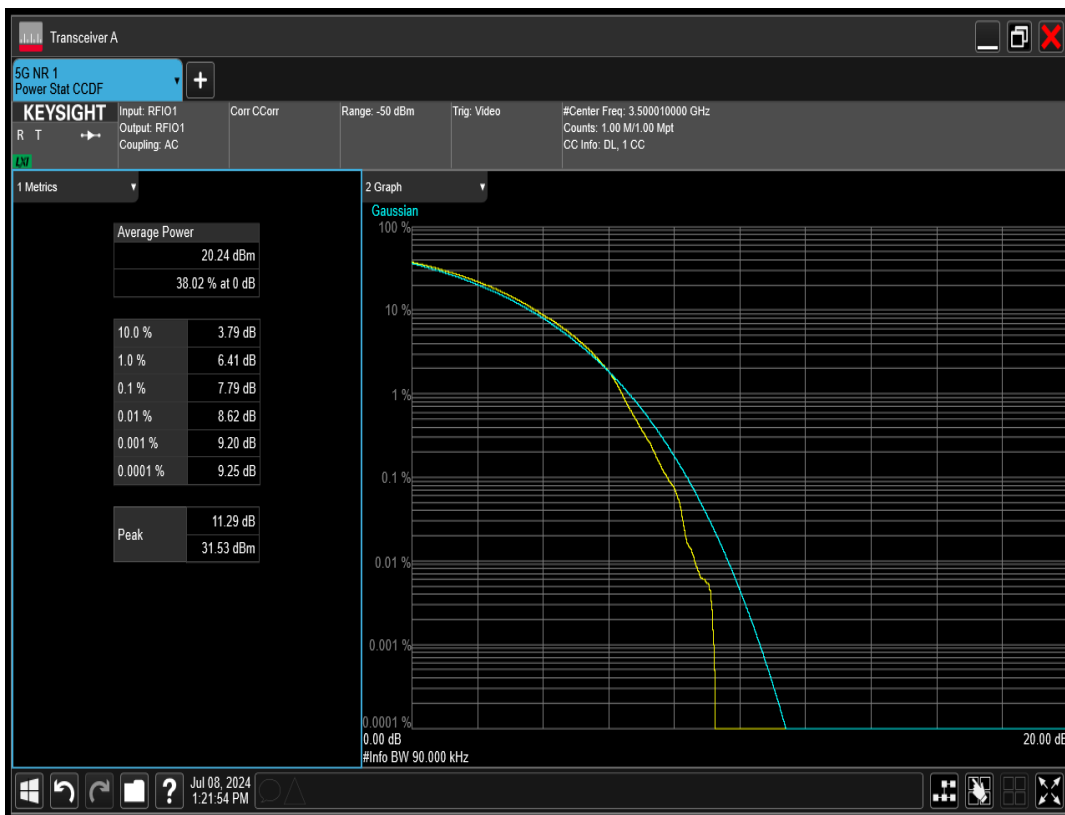 Transceiver A
5G NR 1
Power Stat CCDF
+
KEYSIGHT
R T
LXI
Input: RFIO1
Output: RFIO1
Coupling: AC
Corr CCorr
Range: -50 dBm
Trig: Video
#Center Freq: 3.500010000 GHz
Counts: 1.00 M/1.00 Mpt
CC Info: DL, 1 CC
1 Metrics
Average Power
20.24 dBm
38.02 % at 0 dB
10.0 % 3.79 dB
1.0 % 6.41 dB
0.1 % 7.79 dB
0.01 % 8.62 dB
0.001 % 9.20 dB
0.0001 % 9.25 dB
Peak 11.29 dB
31.53 dBm
2 Graph
Gaussian
100 %
10 %
1 %
0.1 %
0.01 %
0.001 %
0.0001 %
0.00 dB 20.00 dB
#Info BW 90.000 kHz
?
Jul 08, 2024
1:21:54 PM